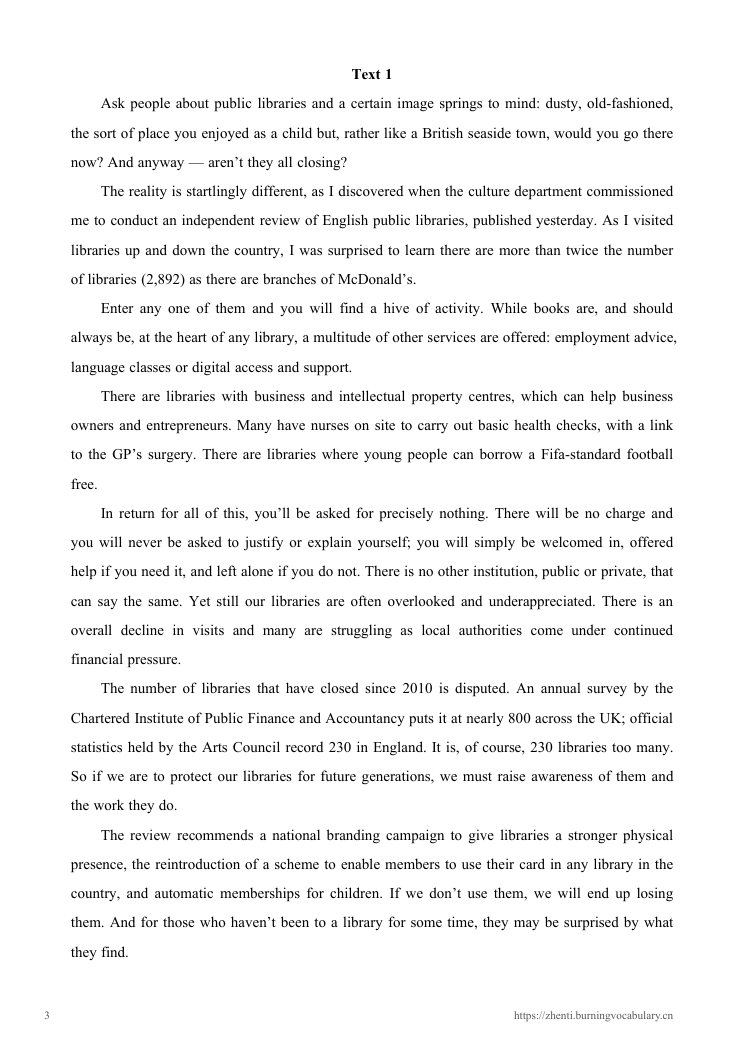 Text 1
Ask people about public libraries and a certain image springs to mind: dusty, old-fashioned,
the sort of place you enjoyed as a child but, rather like a British seaside town, would you go there
now? And anyway — aren’t they all closing?
The reality is startlingly different, as I discovered when the culture department commissioned
me to conduct an independent review of English public libraries, published yesterday. As I visited
libraries up and down the country, I was surprised to learn there are more than twice the number
of libraries (2,892) as there are branches of McDonald’s.
Enter any one of them and you will find a hive of activity. While books are, and should
always be, at the heart of any library, a multitude of other services are offered: employment advice,
language classes or digital access and support.
There are libraries with business and intellectual property centres, which can help business
owners and entrepreneurs. Many have nurses on site to carry out basic health checks, with a link
to the GP’s surgery. There are libraries where young people can borrow a Fifa-standard football
free.
In return for all of this, you’ll be asked for precisely nothing. There will be no charge and
you will never be asked to justify or explain yourself; you will simply be welcomed in, offered
help if you need it, and left alone if you do not. There is no other institution, public or private, that
can say the same. Yet still our libraries are often overlooked and underappreciated. There is an
overall decline in visits and many are struggling as local authorities come under continued
financial pressure.
The number of libraries that have closed since 2010 is disputed. An annual survey by the
Chartered Institute of Public Finance and Accountancy puts it at nearly 800 across the UK; official
statistics held by the Arts Council record 230 in England. It is, of course, 230 libraries too many.
So if we are to protect our libraries for future generations, we must raise awareness of them and
the work they do.
The review recommends a national branding campaign to give libraries a stronger physical
presence, the reintroduction of a scheme to enable members to use their card in any library in the
country, and automatic memberships for children. If we don’t use them, we will end up losing
them. And for those who haven’t been to a library for some time, they may be surprised by what
they find.
3
https://zhenti.burningvocabulary.cn